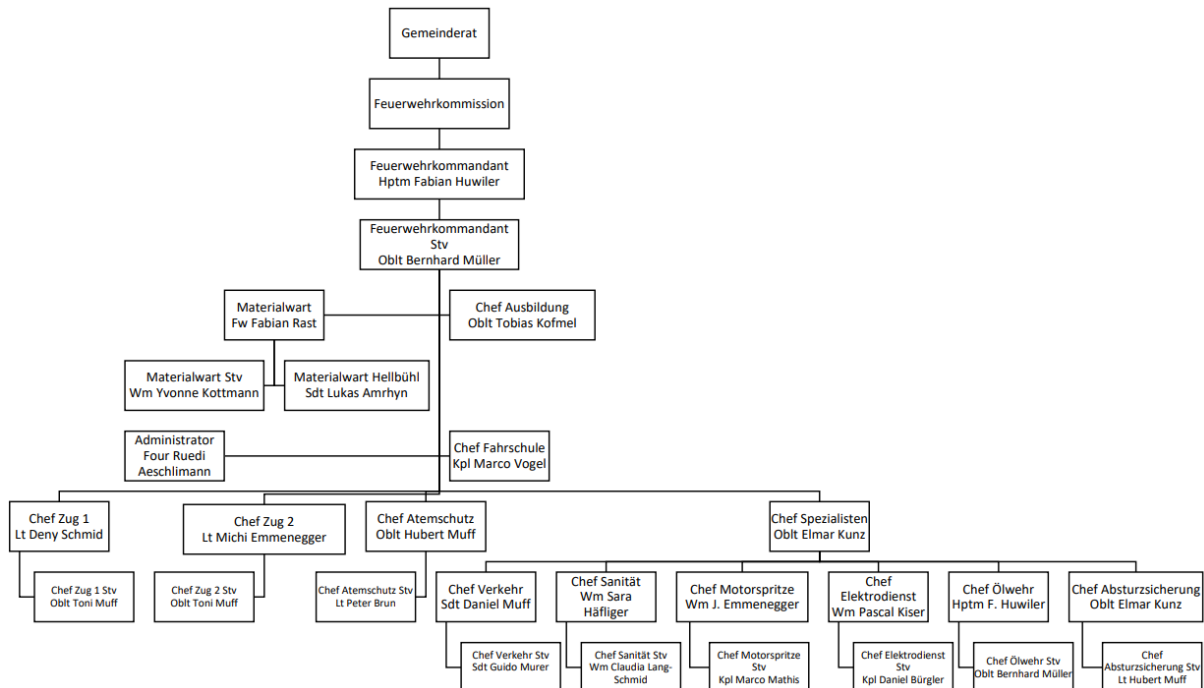 Gemeinderat
Feuerwehrkommission
Feuerwehrkommandant
Hptm Fabian Huwiler
Feuerwehrkommandant
Stv
Oblt Bernhard Müller
Materialwart
Fw Fabian Rast
Chef Ausbildung
Oblt Tobias Kofmel
Materialwart Stv
Wm Yvonne Kottmann
Materialwart Hellbühl
Sdt Lukas Amrhyn
Administrator
Four Ruedi
Aeschlimann
Chef Fahrschule
Kpl Marco Vogel
Chef Zug 1
Lt Deny Schmid
Chef Zug 2
Lt Michi Emmenegger
Chef Atemschutz
Oblt Hubert Muff
Chef Spezialisten
Oblt Elmar Kunz
Chef Zug 1 Stv
Oblt Toni Muff
Chef Zug 2 Stv
Oblt Toni Muff
Chef Atemschutz Stv
Lt Peter Brun
Chef Verkehr
Sdt Daniel Muff
Chef Sanität
Wm Sara
Häfliger
Chef Motorspritze
Wm J. Emmenegger
Chef
Elektrodienst
Wm Pascal Kiser
Chef Ölwehr
Hptm F. Huwiler
Chef Absturzsicherung
Oblt Elmar Kunz
Chef Verkehr Stv
Sdt Guido Murer
Chef Sanität Stv
Wm Claudia Lang-
Schmid
Chef Motorspritze
Stv
Kpl Marco Mathis
Chef Elektrodienst
Stv
Kpl Daniel Bürgler
Chef Ölwehr Stv
Oblt Bernhard Müller
Chef
Absturzsicherung Stv
Lt Hubert Muff